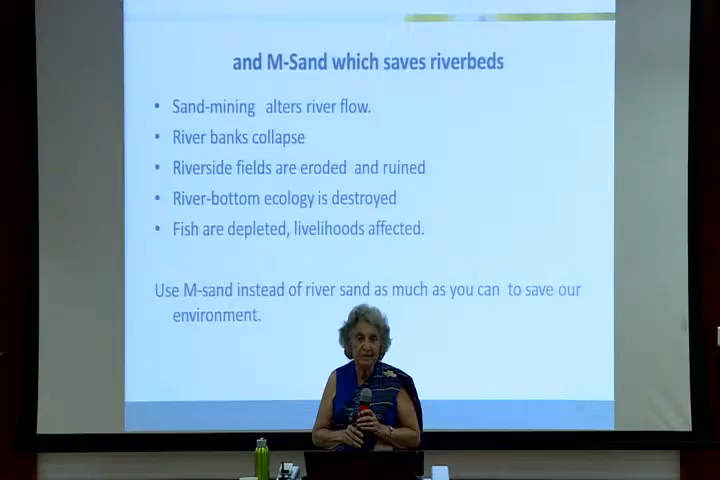 and M-Sand which saves riverbeds
• Sand-mining alters river flow.
• River banks collapse
• Riverside fields are eroded and ruined
• River-bottom ecology is destroyed
• Fish are depleted, livelihoods affected.
Use M-sand instead of river sand as much as you can to save our
environment.